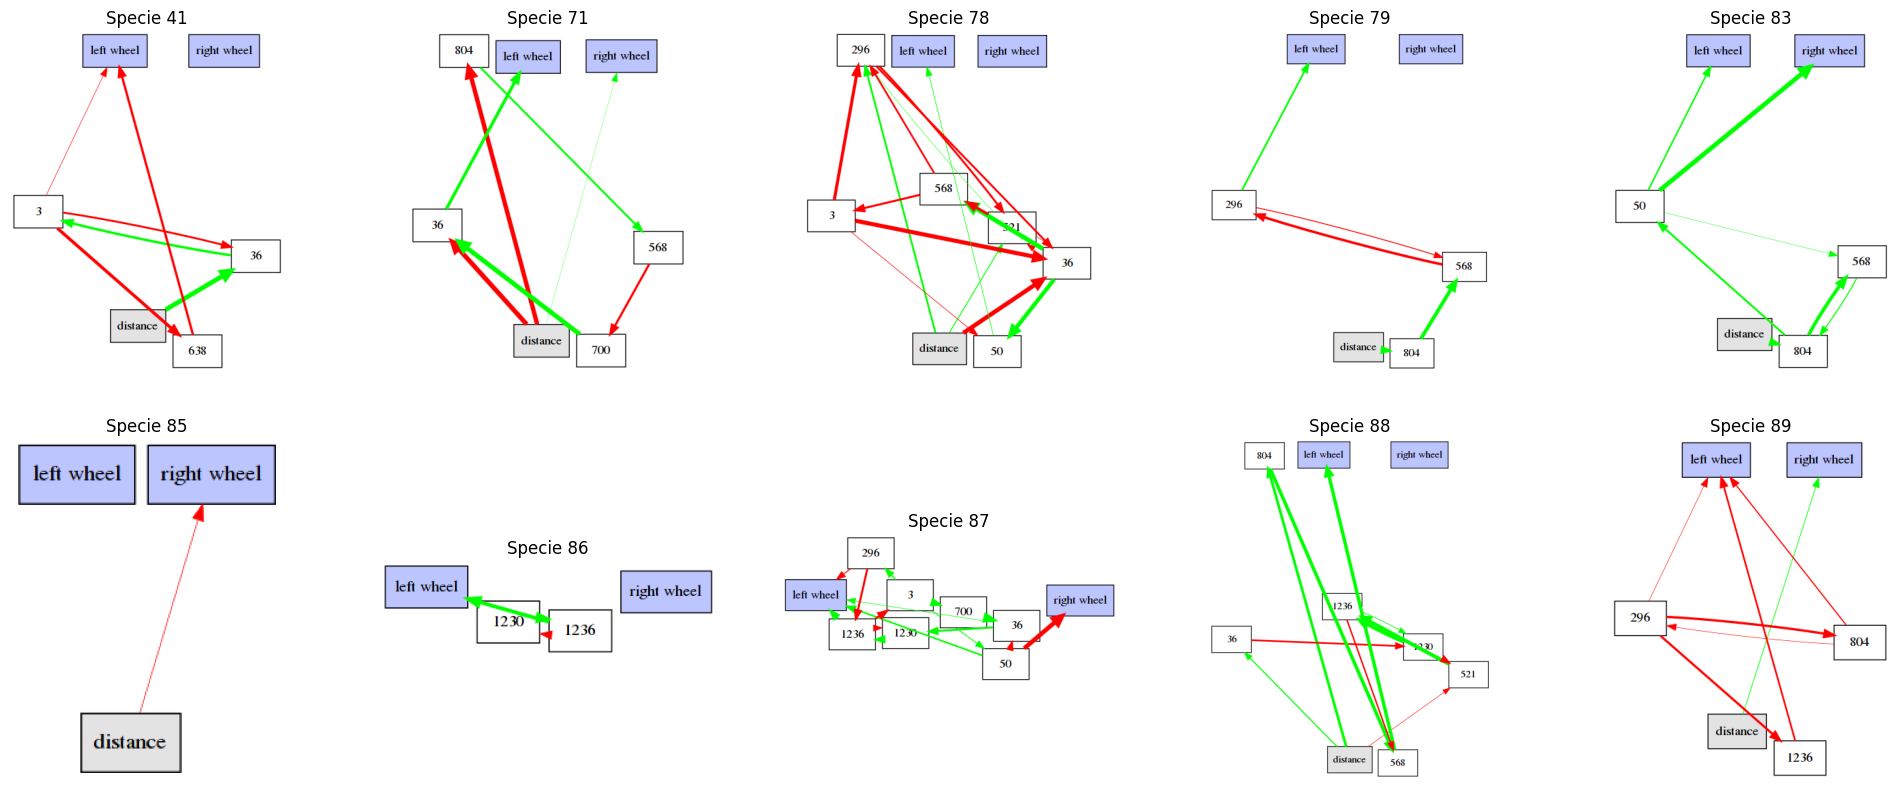 Specie 41
left wheel
right wheel
3
36
distance
638
Specie 71
804
left wheel
right wheel
36
568
distance
700
Specie 78
296
left wheel
right wheel
568
3
521
36
distance
50
Specie 79
left wheel
right wheel
296
568
distance
804
Specie 83
left wheel
right wheel
50
568
distance
804
Specie 85
left wheel
right wheel
distance
Specie 86
left wheel
right wheel
1230
1236
Specie 87
296
left wheel
3
right wheel
700
36
1236
1230
50
Specie 88
804
left wheel
right wheel
1236
36
1230
521
distance
568
Specie 89
left wheel
right wheel
296
804
distance
1236